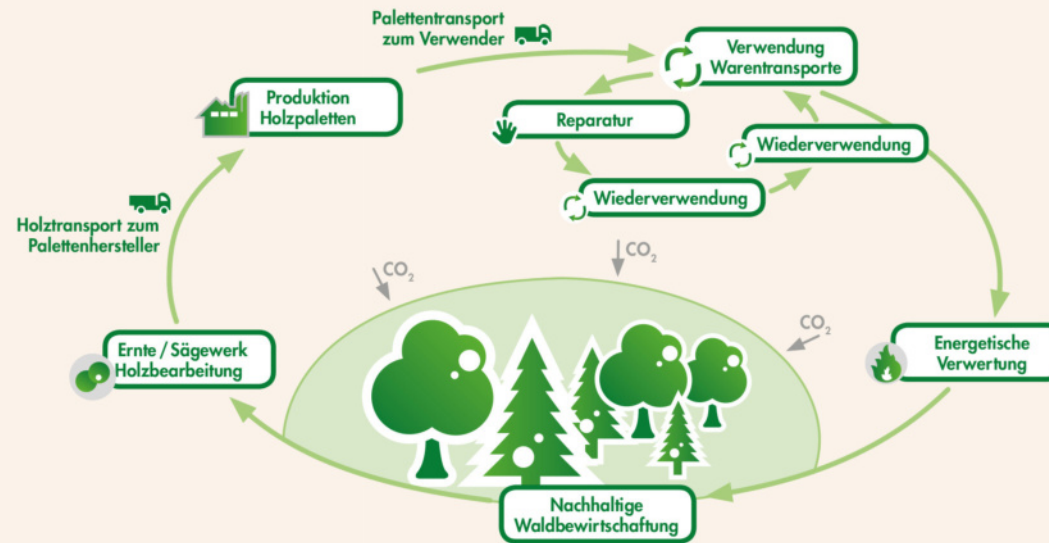 Palettentransport
zum Verwender
Verwendung
Warentransporte
Produktion
Holzpaletten
Reparatur
Wiederverwendung
Wiederverwendung
Holztransport zum
Palettenhersteller
CO₂
CO₂
CO₂
Ernte / Sägewerk
Holzbearbeitung
Energetische
Verwertung
Nachhaltige
Waldbewirtschaftung